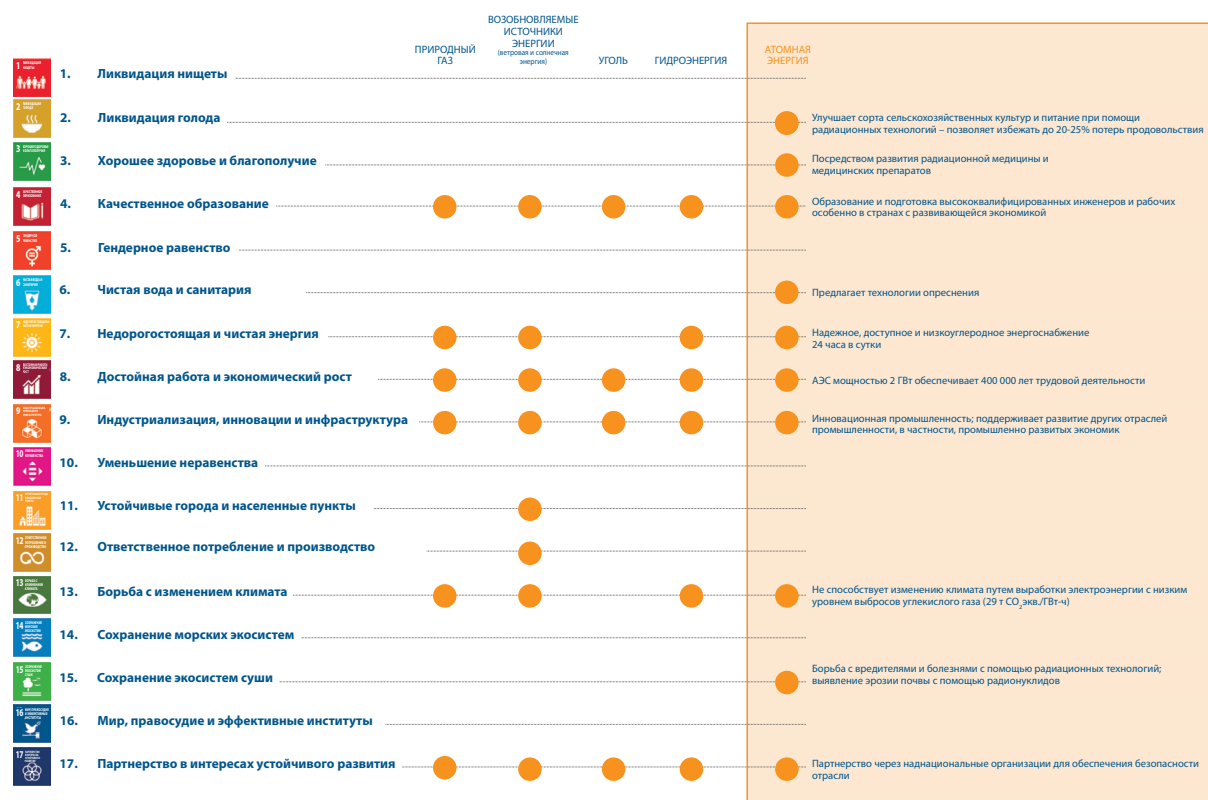 ПРИРОДНЫЙ
ГАЗ
ВОЗОБНОВЛЯЕМЫЕ
ИСТОЧНИКИ
ЭНЕРГИИ
(ветровая и солнечная
энергия)
УГОЛЬ
ГИДРОЭНЕРГИЯ
АТОМНАЯ
ЭНЕРГИЯ
1. Ликвидация нищеты
2. Ликвидация голода
Улучшает сорта сельскохозяйственных культур и питание при помощи
радиационных технологий – позволяет избежать до 20-25% потерь продовольствия
3. Хорошее здоровье и благополучие
Посредством развития радиационной медицины и
медицинских препаратов
4. Качественное образование
Образование и подготовка высококвалифицированных инженеров и рабочих
особенно в странах с развивающейся экономикой
5. Гендерное равенство
6. Чистая вода и санитария
Предлагает технологии опреснения
7. Недорогостоящая и чистая энергия
Надежное, доступное и низкоуглеродное энергоснабжение
24 часа в сутки
8. Достойная работа и экономический рост
АЭС мощностью 2 ГВт обеспечивает 400 000 лет трудовой деятельности
9. Индустриализация, инновации и инфраструктура
Инновационная промышленность; поддерживает развитие других отраслей
промышленности, в частности, промышленно развитых экономик
10. Уменьшение неравенства
11. Устойчивые города и населенные пункты
12. Ответственное потребление и производство
13. Борьба с изменением климата
Не способствует изменению климата путем выработки электроэнергии с низким
уровнем выбросов углекислого газа (29 т CO₂экв./ГВт-ч)
14. Сохранение морских экосистем
15. Сохранение экосистем суши
Борьба с вредителями и болезнями с помощью радиационных технологий;
выявление эрозии почвы с помощью радионуклидов
16. Мир, правосудие и эффективные институты
17. Партнерство в интересах устойчивого развития
Партнерство через наднациональные организации для обеспечения безопасности
отрасли